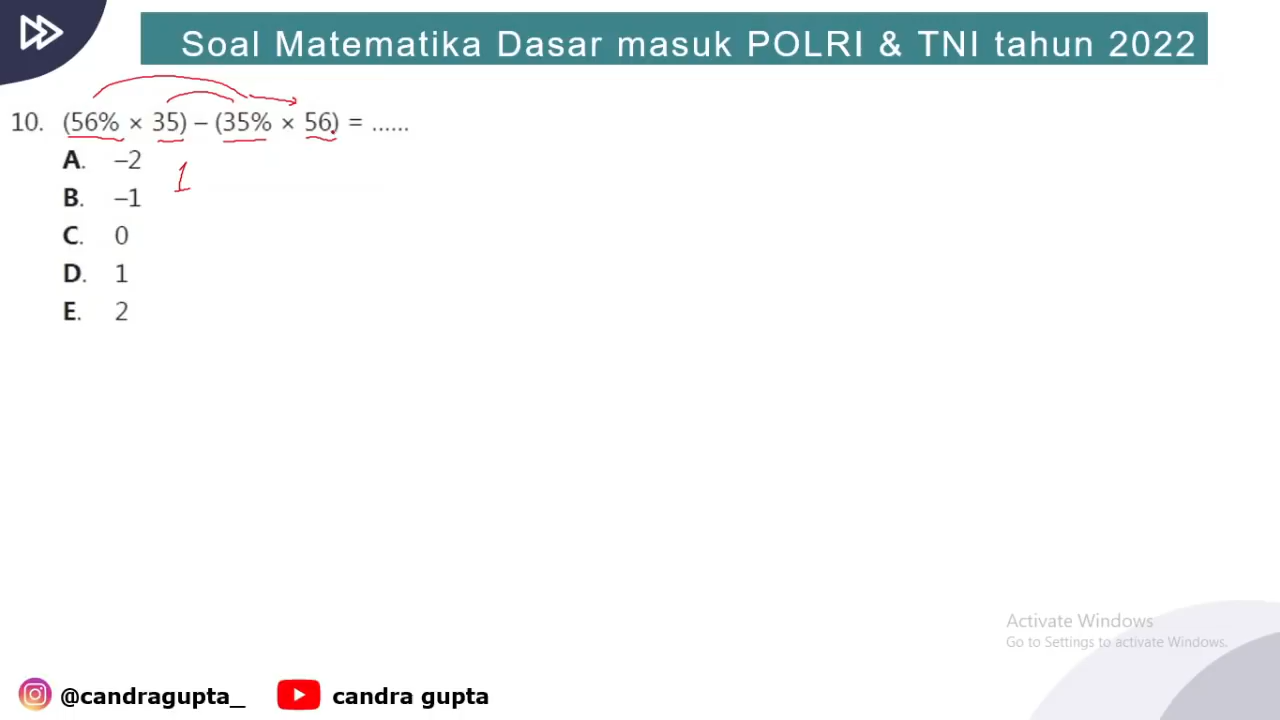 Soal Matematika Dasar masuk POLRI & TNI tahun 2022
10. (56% × 35) – (35% × 56) = ......
A. –2
1
B. –1
C. 0
D. 1
E. 2
Activate Windows
Go to Settings to activate Windows.
@candragupta_ candra gupta